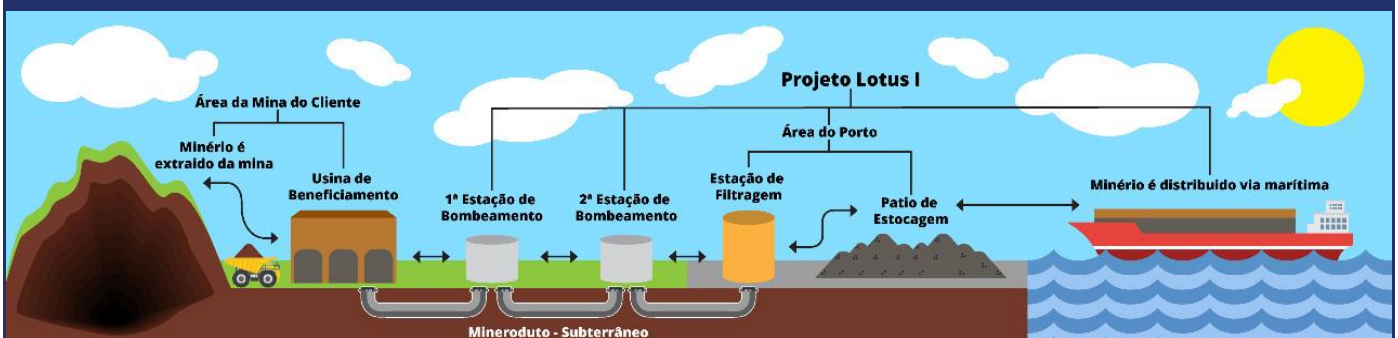 Projeto Lotus I
Área da Mina do Cliente
Área do Porto
Minério é
extraido da mina
Usina de
Beneficiamento
1ª Estação de
Bombeamento
2ª Estação de
Bombeamento
Estação de
Filtragem
Patio de
Estocagem
Minério é distribuido via marítima
Mineroduto - Subterrâneo